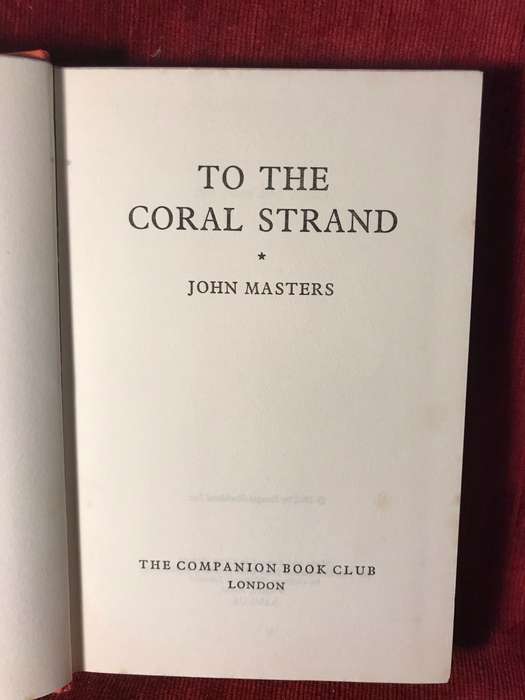 TO THE
CORAL STRAND
*
JOHN MASTERS
THE COMPANION BOOK CLUB
LONDON